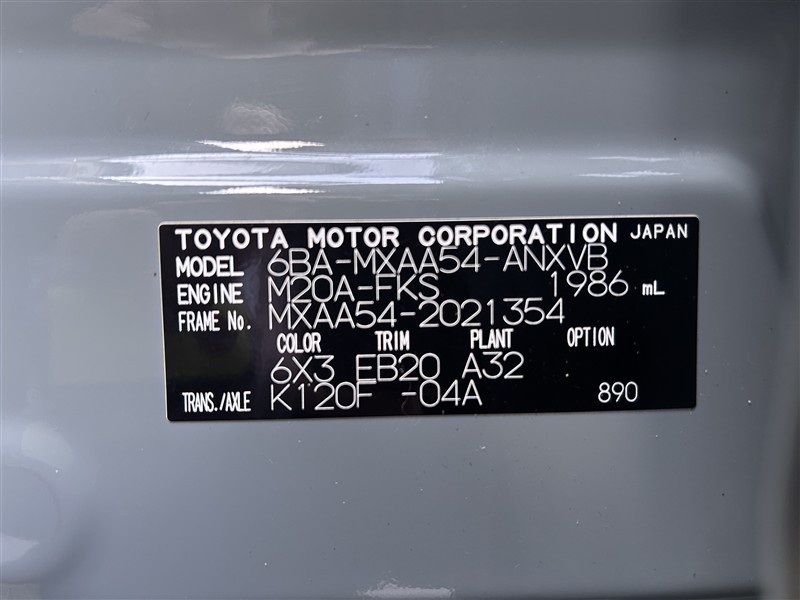 TOYOTA MOTOR CORPORATION JAPAN
MODEL 6BA-MXAA54-ANXVB
ENGINE M20A-FKS 1986 mL
FRAME No. MXAA54-2021354
COLOR TRIM PLANT OPTION
6X3 EB20 A32
TRANS./AXLE K120F -04A 890